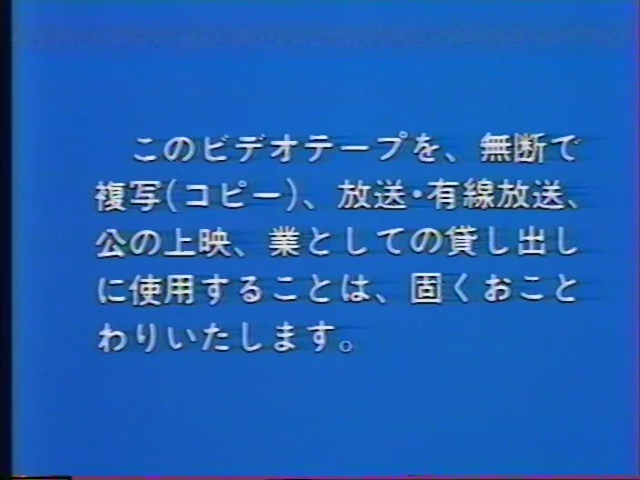 このビデオテープを、無断で
複写(コピー)、放送・有線放送、
公の上映、業としての貸し出し
に使用することは、固くおこと
わりいたします。